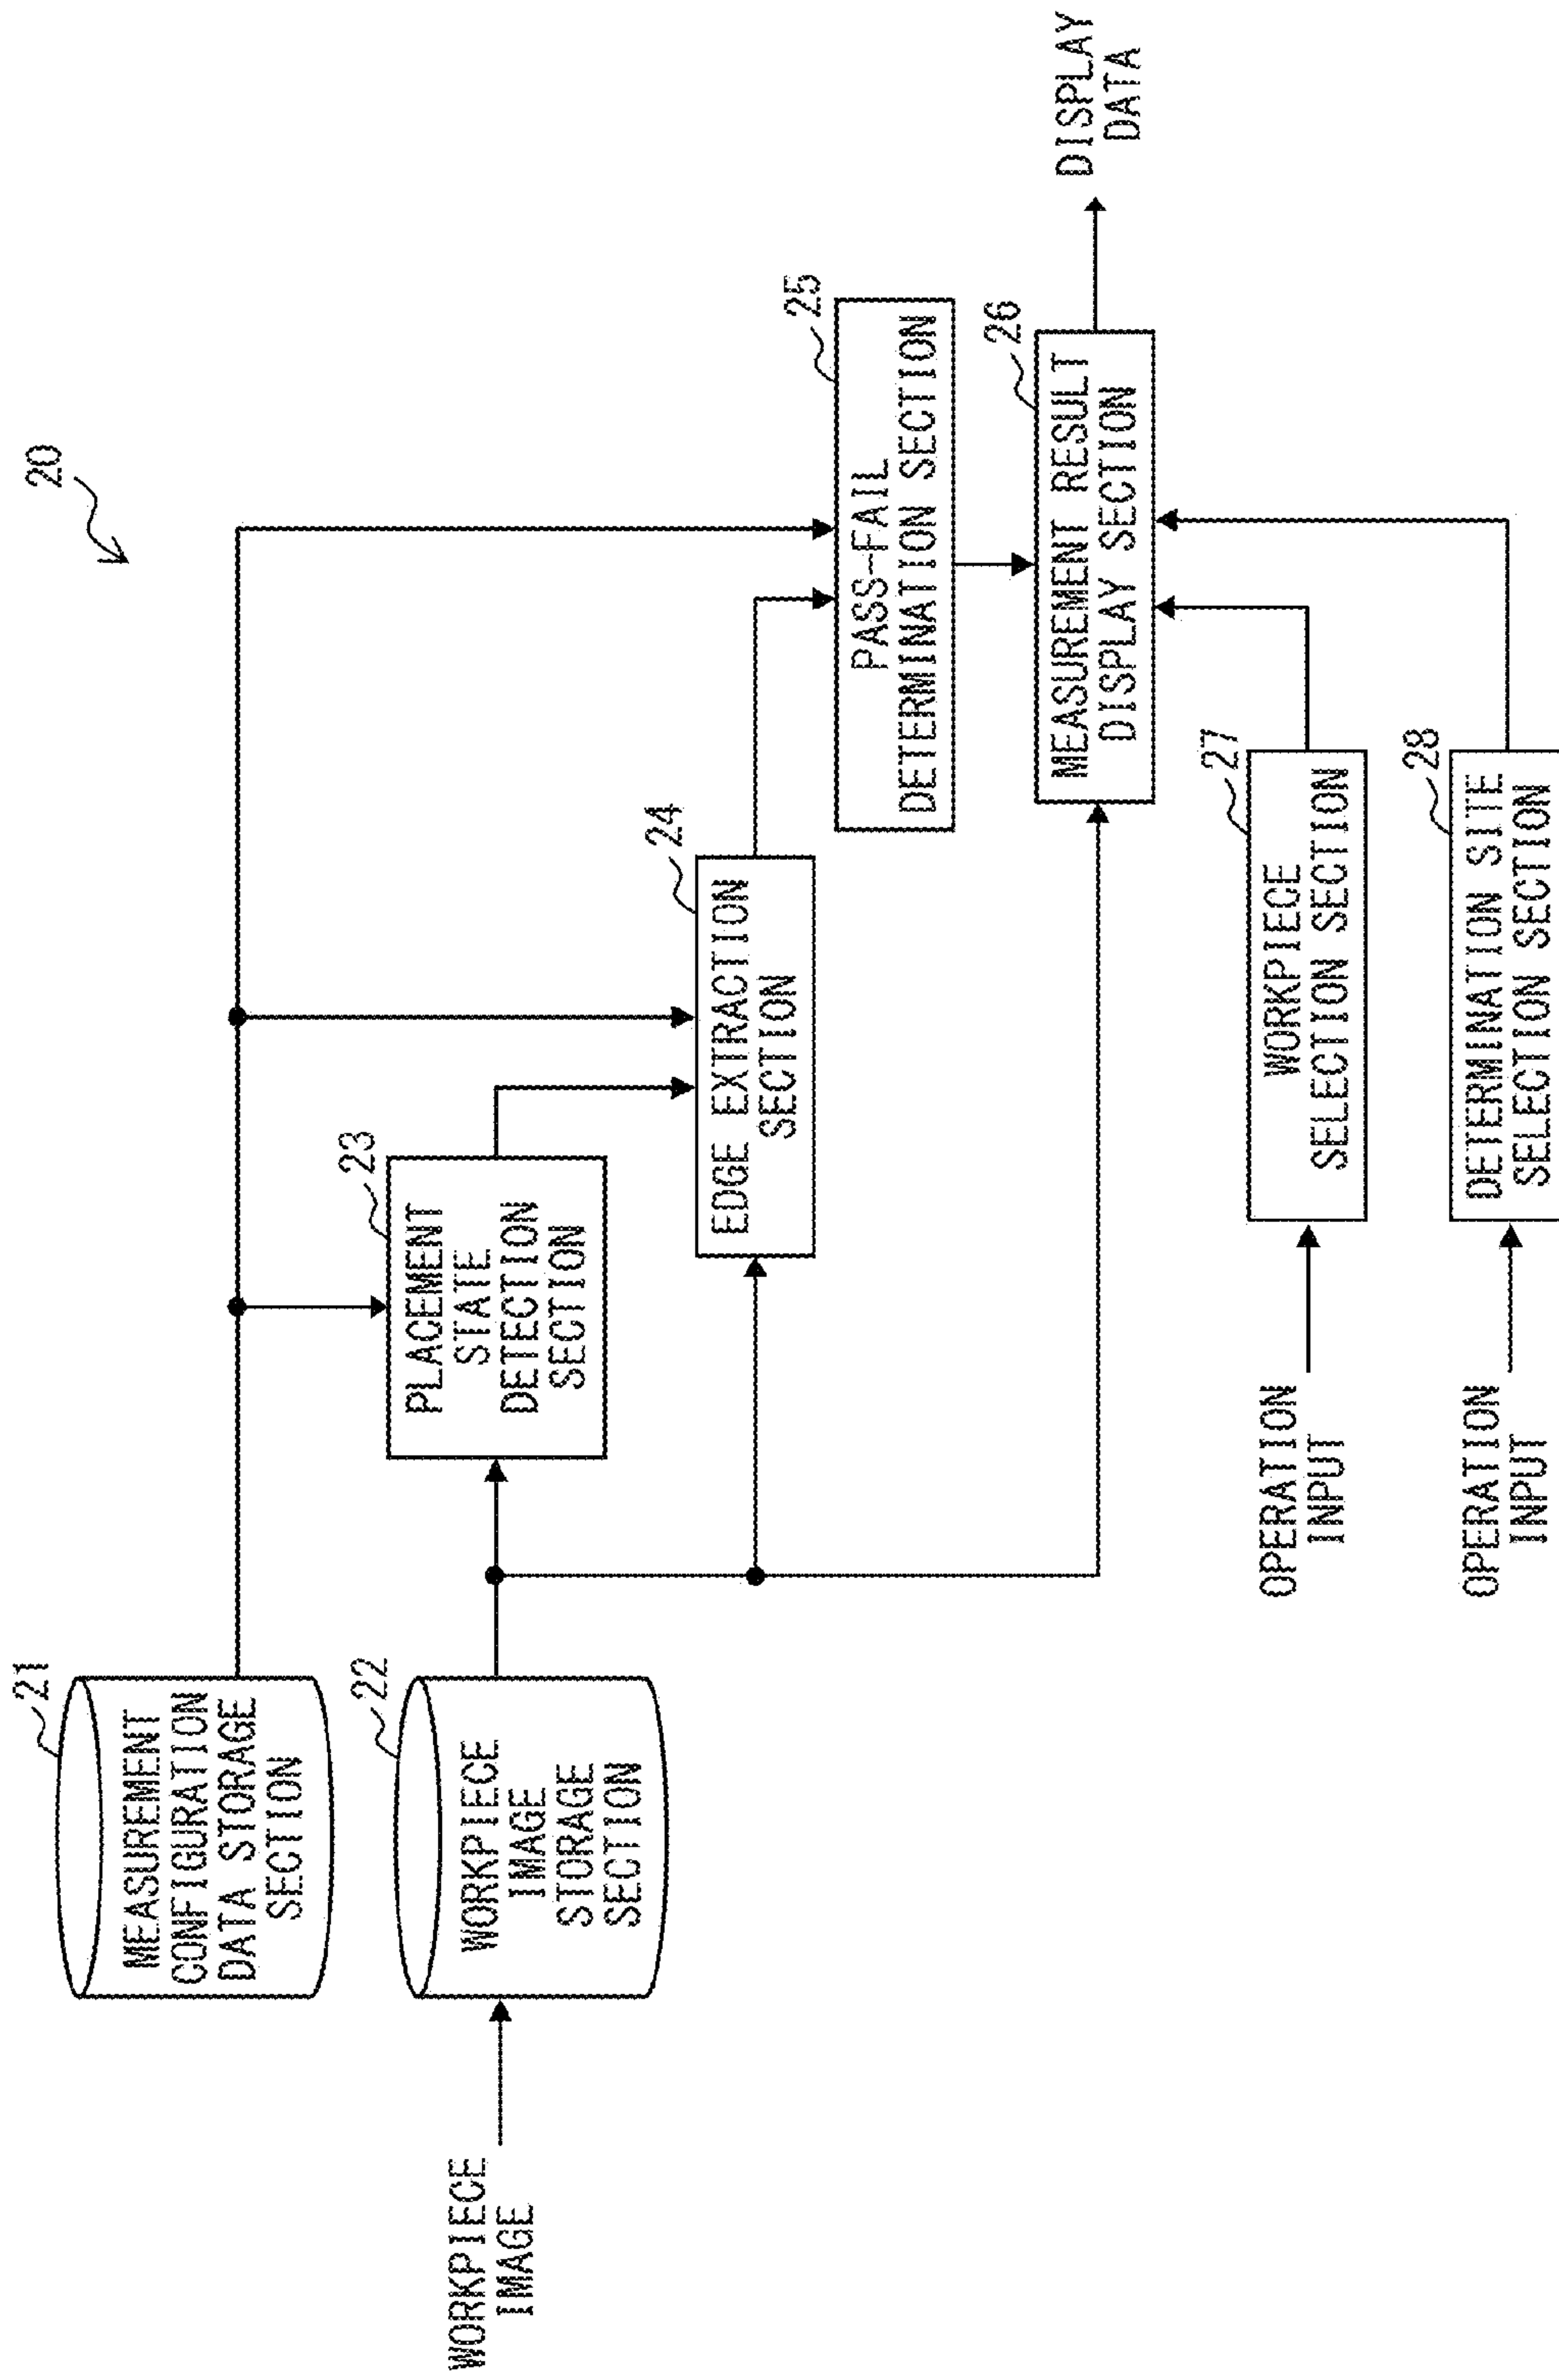 20
21
MEASUREMENT
CONFIGURATION
DATA STORAGE
SECTION
WORKPIECE
IMAGE
22
WORKPIECE
IMAGE
STORAGE
SECTION
23
PLACEMENT
STATE
DETECTION
SECTION
24
EDGE EXTRACTION
SECTION
25
PASS-FAIL
DETERMINATION SECTION
26
MEASUREMENT RESULT
DISPLAY SECTION
DISPLAY
DATA
OPERATION
INPUT
27
WORKPIECE
SELECTION SECTION
OPERATION
INPUT
28
DETERMINATION SITE
SELECTION SECTION